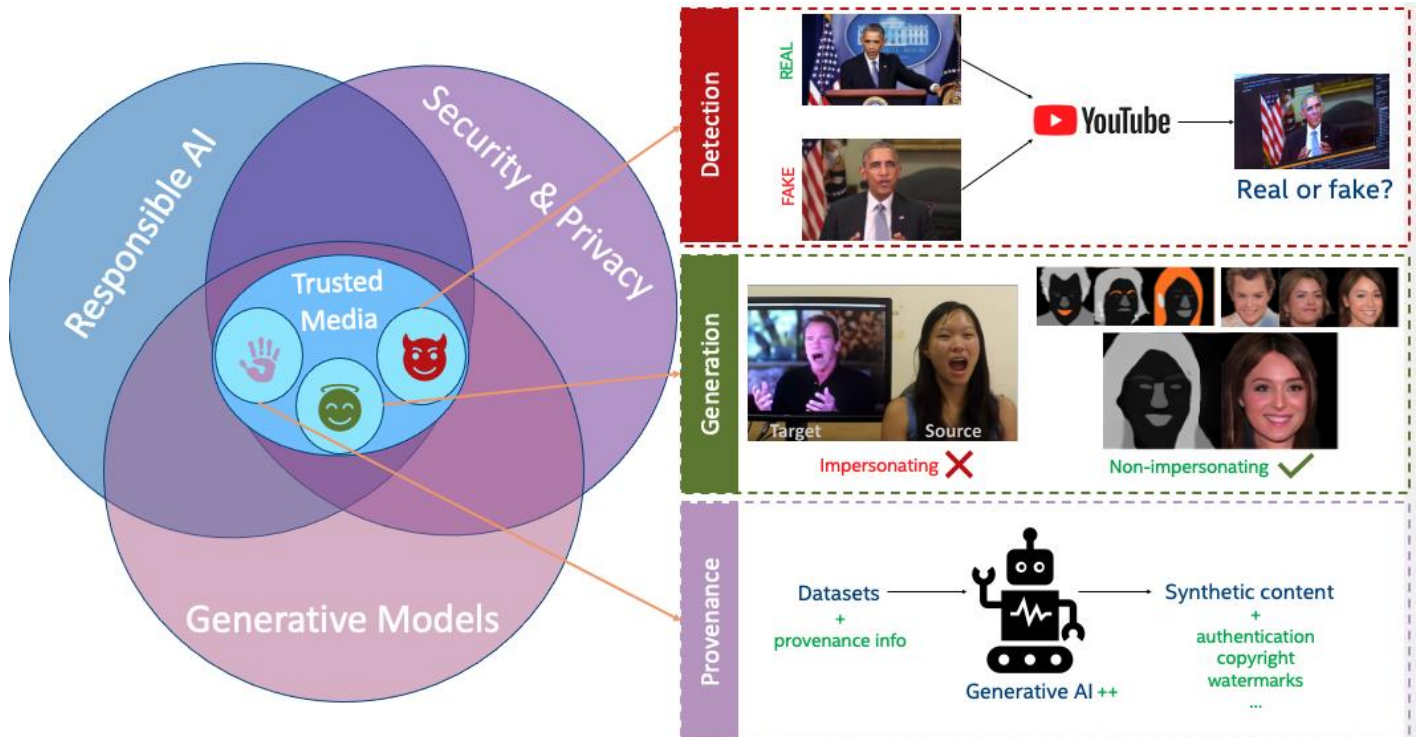 Responsible AI
Security & Privacy
Trusted
Media
Generative Models
Detection
REAL
FAKE
YouTube
Real or fake?
Generation
Target
Source
Impersonating
Non-impersonating
Provenance
Datasets
+
provenance info
Generative AI ++
Synthetic content
+
authentication
copyright
watermarks
...